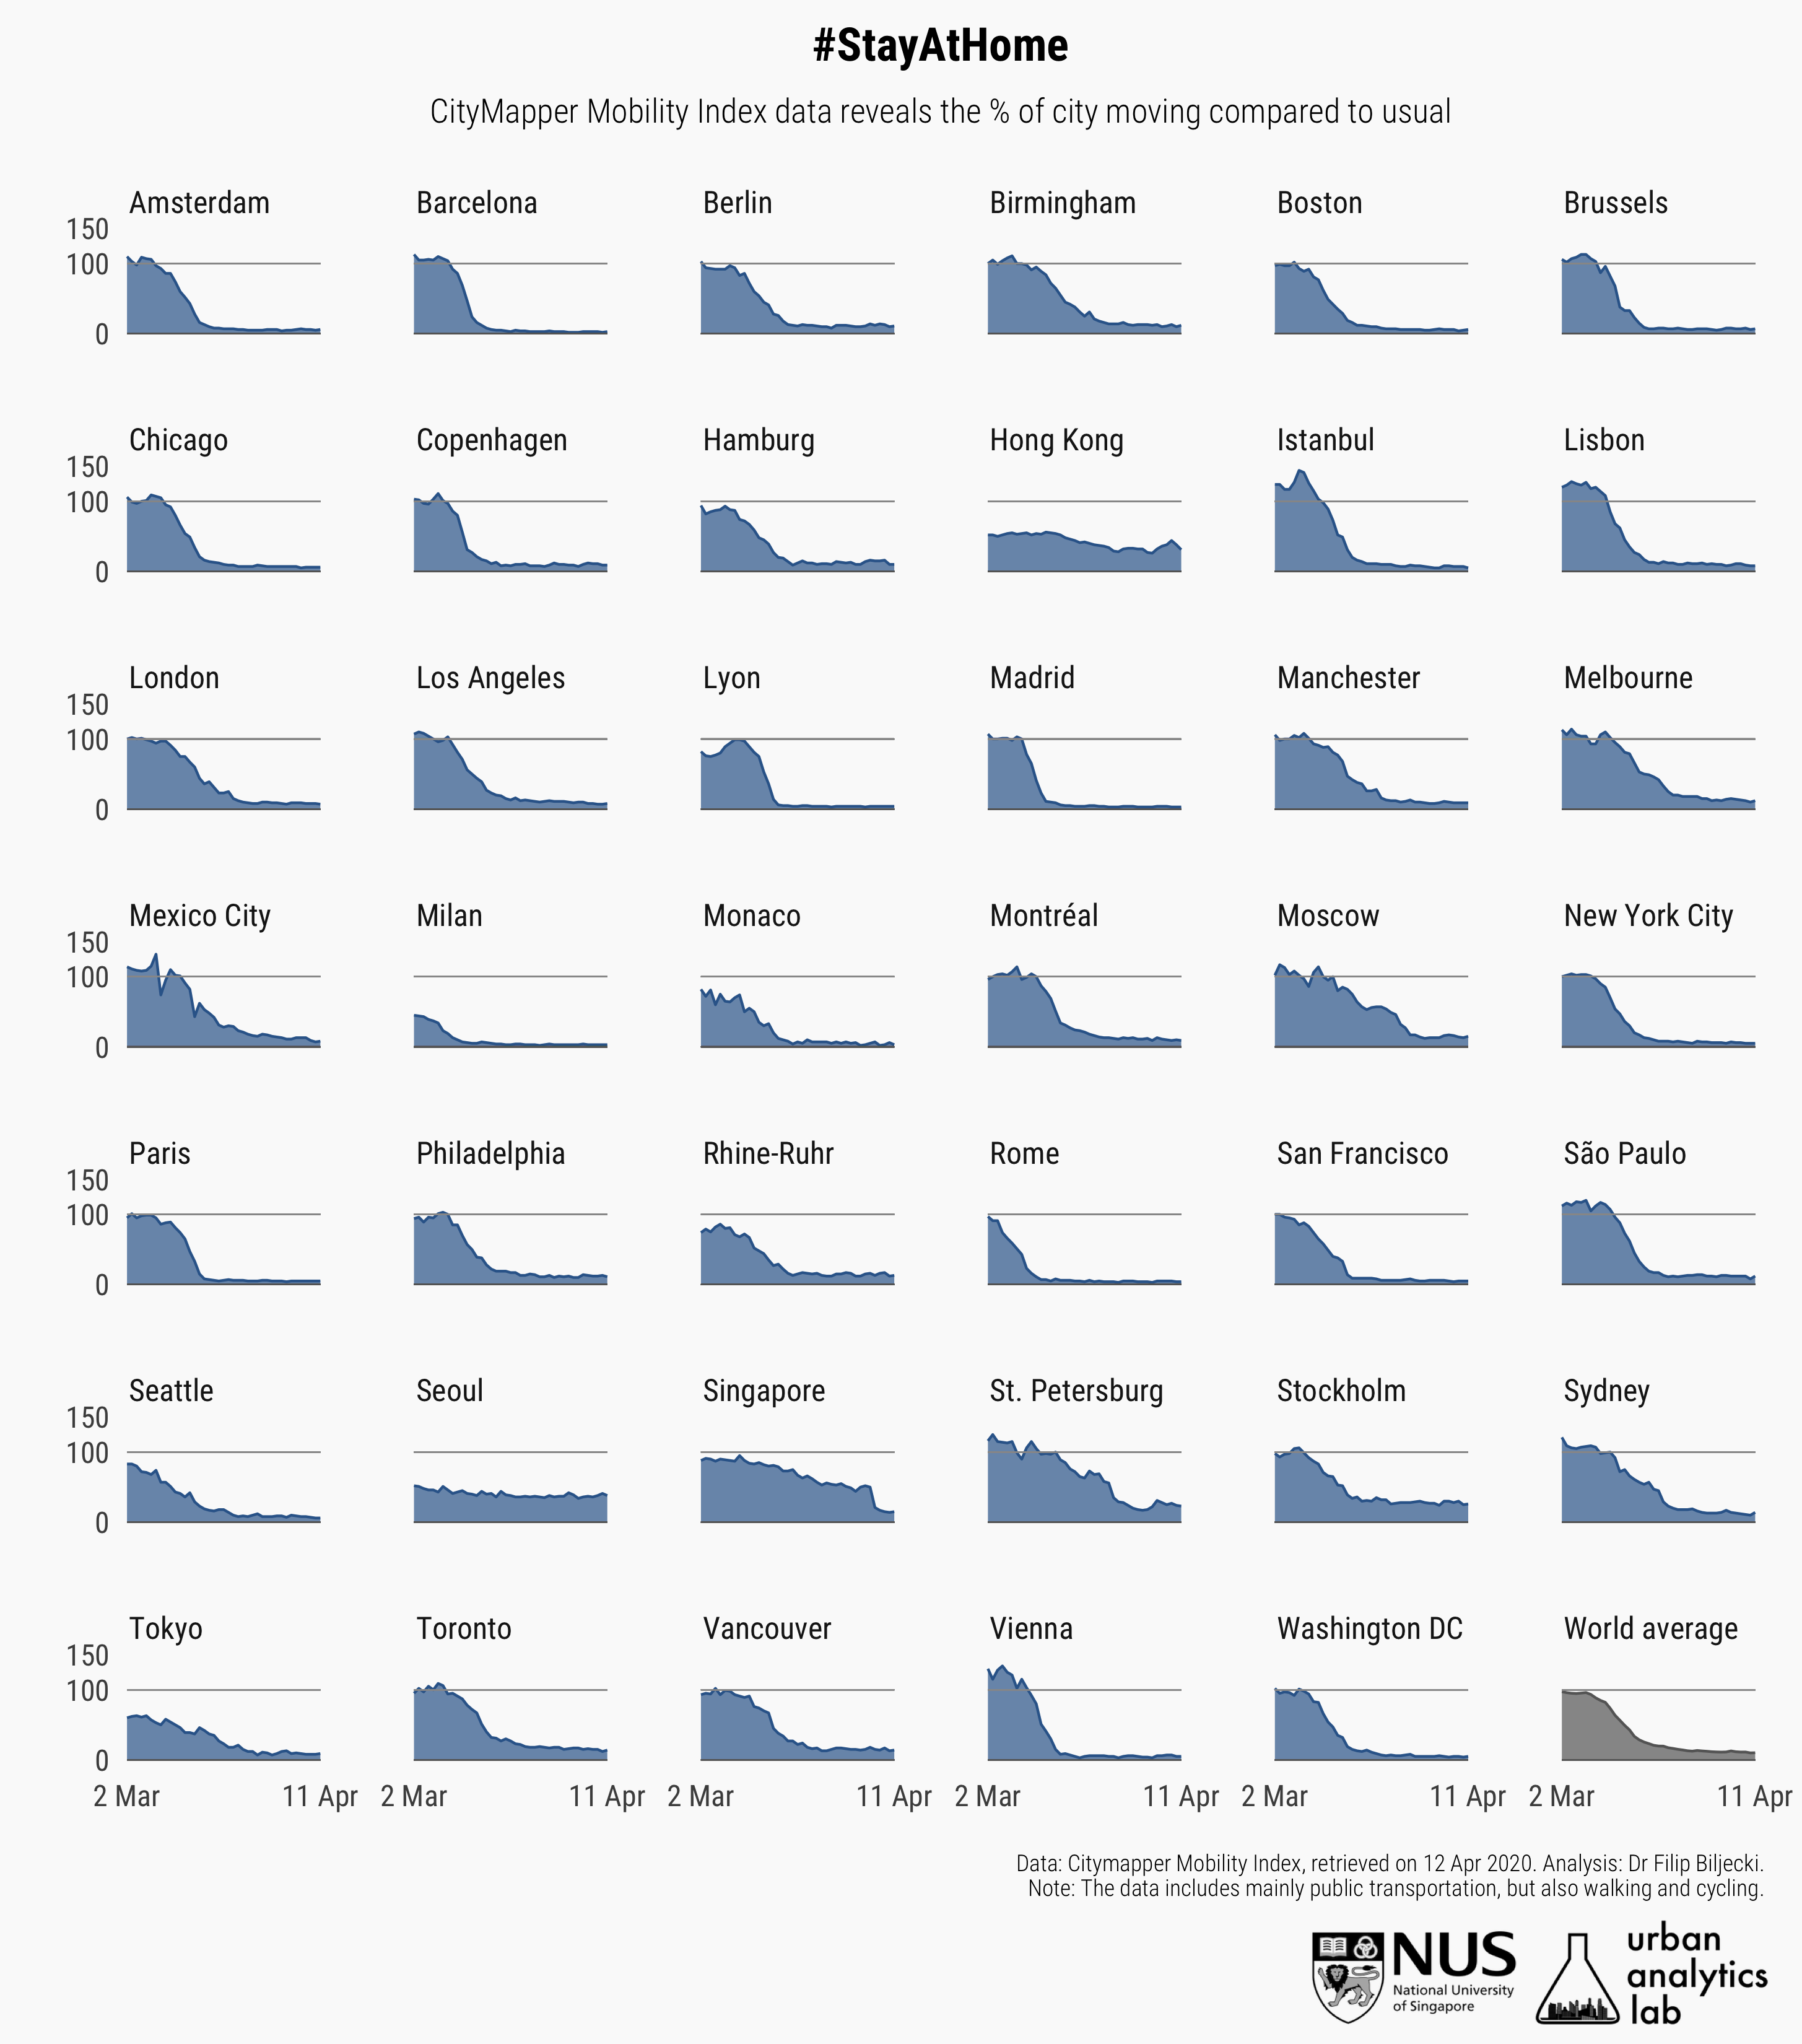 #StayAtHome
CityMapper Mobility Index data reveals the % of city moving compared to usual
Amsterdam Barcelona Berlin Birmingham Boston Brussels
150
100
0
Chicago Copenhagen Hamburg Hong Kong Istanbul Lisbon
150
100
0
London Los Angeles Lyon Madrid Manchester Melbourne
150
100
0
Mexico City Milan Monaco Montréal Moscow New York City
150
100
0
Paris Philadelphia Rhine-Ruhr Rome San Francisco São Paulo
150
100
0
Seattle Seoul Singapore St. Petersburg Stockholm Sydney
150
100
0
Tokyo Toronto Vancouver Vienna Washington DC World average
150
100
0
2 Mar 11 Apr 2 Mar 11 Apr 2 Mar 11 Apr 2 Mar 11 Apr 2 Mar 11 Apr 2 Mar 11 Apr
Data: Citymapper Mobility Index, retrieved on 12 Apr 2020. Analysis: Dr Filip Biljecki.
Note: The data includes mainly public transportation, but also walking and cycling.
NUS
National University
of Singapore
urban
analytics
lab